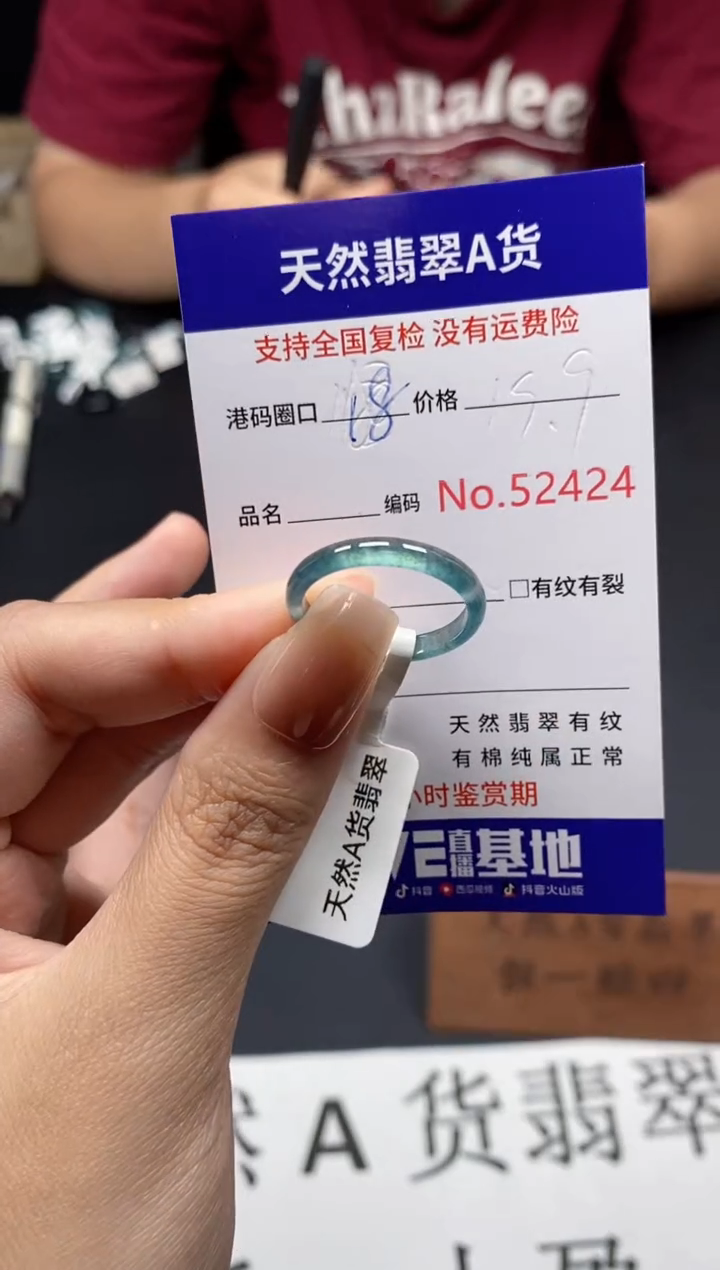 天然翡翠A货
支持全国复检 没有运费险
港码圈口 18 价格 19.9
品名 编码 No.52424
□有纹有裂
天然翡翠有纹
有棉纯属正常
小时鉴赏期
直播基地
抖音 西瓜视频 抖音火山版
天然A货翡翠
然A货翡翠